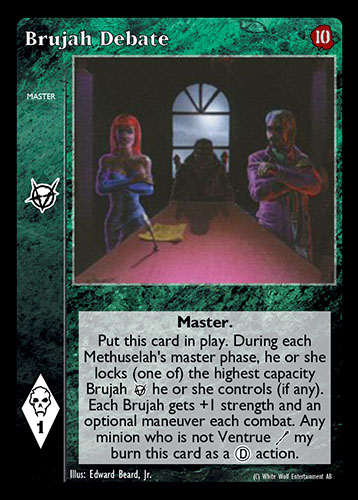 Brujah Debate
10
MASTER
Master.
Put this card in play. During each
Methuselah's master phase, he or she
locks (one of) the highest capacity
Brujah he or she controls (if any).
Each Brujah gets +1 strength and an
optional maneuver each combat. Any
minion who is not Ventrue my
burn this card as a D action.
1
Illus: Edward Beard, Jr.
(C) White Wolf Entertainment AB